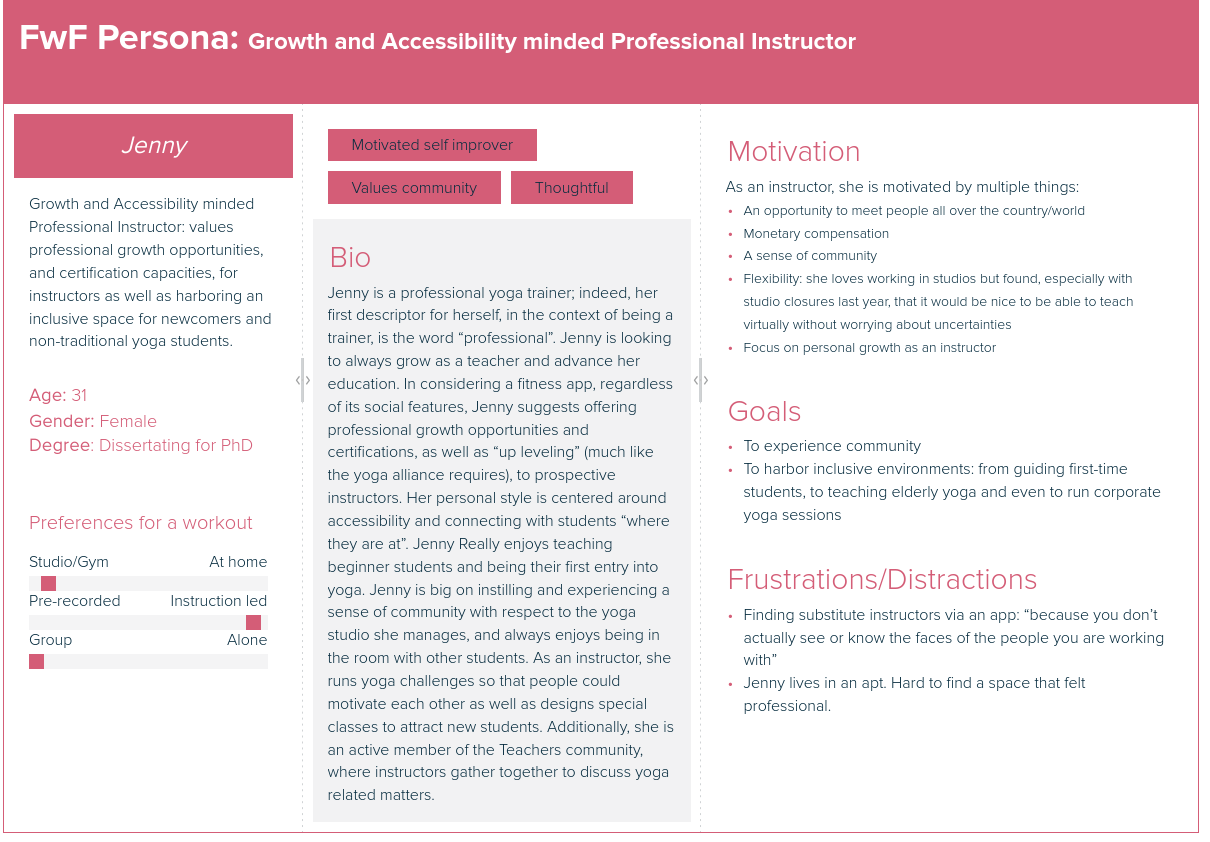 FwF Persona: Growth and Accessibility minded Professional Instructor
Jenny
Growth and Accessibility minded
Professional Instructor: values
professional growth opportunities,
and certification capacities, for
instructors as well as harboring an
inclusive space for newcomers and
non-traditional yoga students.
Age: 31
Gender: Female
Degree: Dissertating for PhD
Preferences for a workout
Studio/Gym At home
Pre-recorded Instruction led
Group Alone
Motivated self improver
Values community Thoughtful
Bio
Jenny is a professional yoga trainer; indeed, her
first descriptor for herself, in the context of being a
trainer, is the word “professional”. Jenny is looking
to always grow as a teacher and advance her
education. In considering a fitness app, regardless
of its social features, Jenny suggests offering
professional growth opportunities and
certifications, as well as “up leveling” (much like
the yoga alliance requires), to prospective
instructors. Her personal style is centered around
accessibility and connecting with students “where
they are at”. Jenny Really enjoys teaching
beginner students and being their first entry into
yoga. Jenny is big on instilling and experiencing a
sense of community with respect to the yoga
studio she manages, and always enjoys being in
the room with other students. As an instructor, she
runs yoga challenges so that people could
motivate each other as well as designs special
classes to attract new students. Additionally, she is
an active member of the Teachers community,
where instructors gather together to discuss yoga
related matters.
Motivation
As an instructor, she is motivated by multiple things:
• An opportunity to meet people all over the country/world
• Monetary compensation
• A sense of community
• Flexibility: she loves working in studios but found, especially with
studio closures last year, that it would be nice to be able to teach
virtually without worrying about uncertainties
• Focus on personal growth as an instructor
Goals
• To experience community
• To harbor inclusive environments: from guiding first-time
students, to teaching elderly yoga and even to run corporate
yoga sessions
Frustrations/Distractions
• Finding substitute instructors via an app: “because you don’t
actually see or know the faces of the people you are working
with”
• Jenny lives in an apt. Hard to find a space that felt
professional.